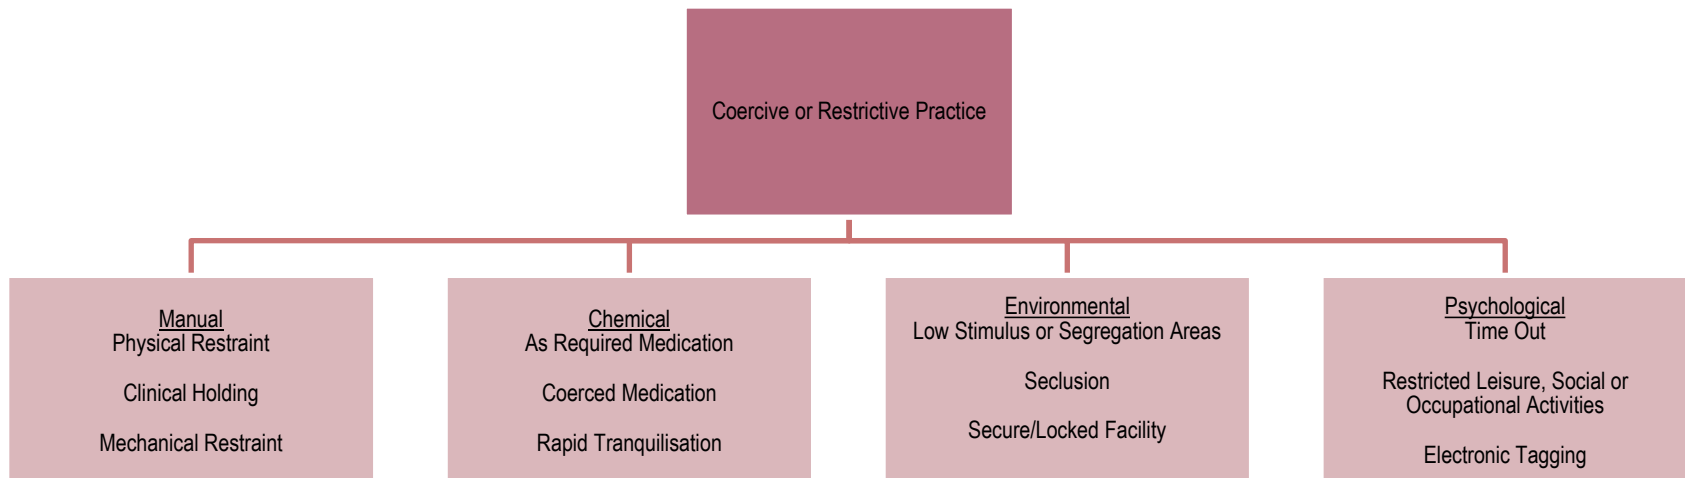 Coercive or Restrictive Practice
Manual
Physical Restraint
Clinical Holding
Mechanical Restraint
Chemical
As Required Medication
Coerced Medication
Rapid Tranquilisation
Environmental
Low Stimulus or Segregation Areas
Seclusion
Secure/Locked Facility
Psychological
Time Out
Restricted Leisure, Social or
Occupational Activities
Electronic Tagging